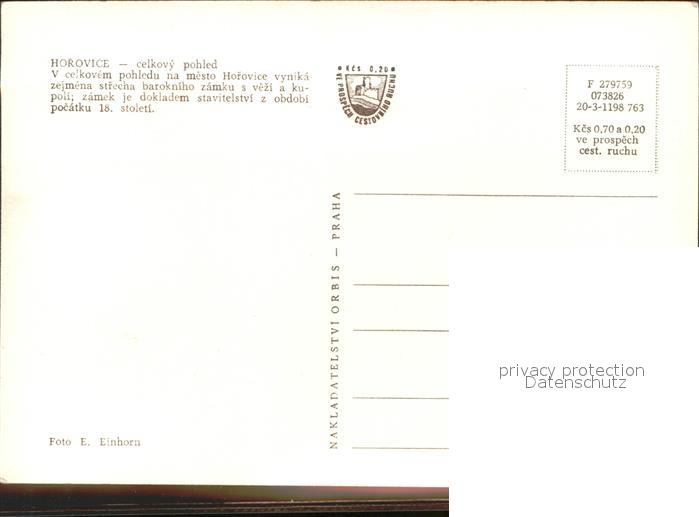 HOŘOVICE — celkový pohled
V celkovém pohledu na město Hořovice vyniká
zejména střecha barokního zámku s věží a ku-
polí; zámek je dokladem stavitelství z období
počátku 18. století.
Kčs 0,20
VE PROSPĚCH CESTOVNÍHO RUCHU
F 279759
073826
20-3-1198 763
Kčs 0,70 a 0,20
ve prospěch
cest. ruchu
NAKLADATELSTVÍ ORBIS — PRAHA
privacy protection
Datenschutz
Foto E. Einhorn